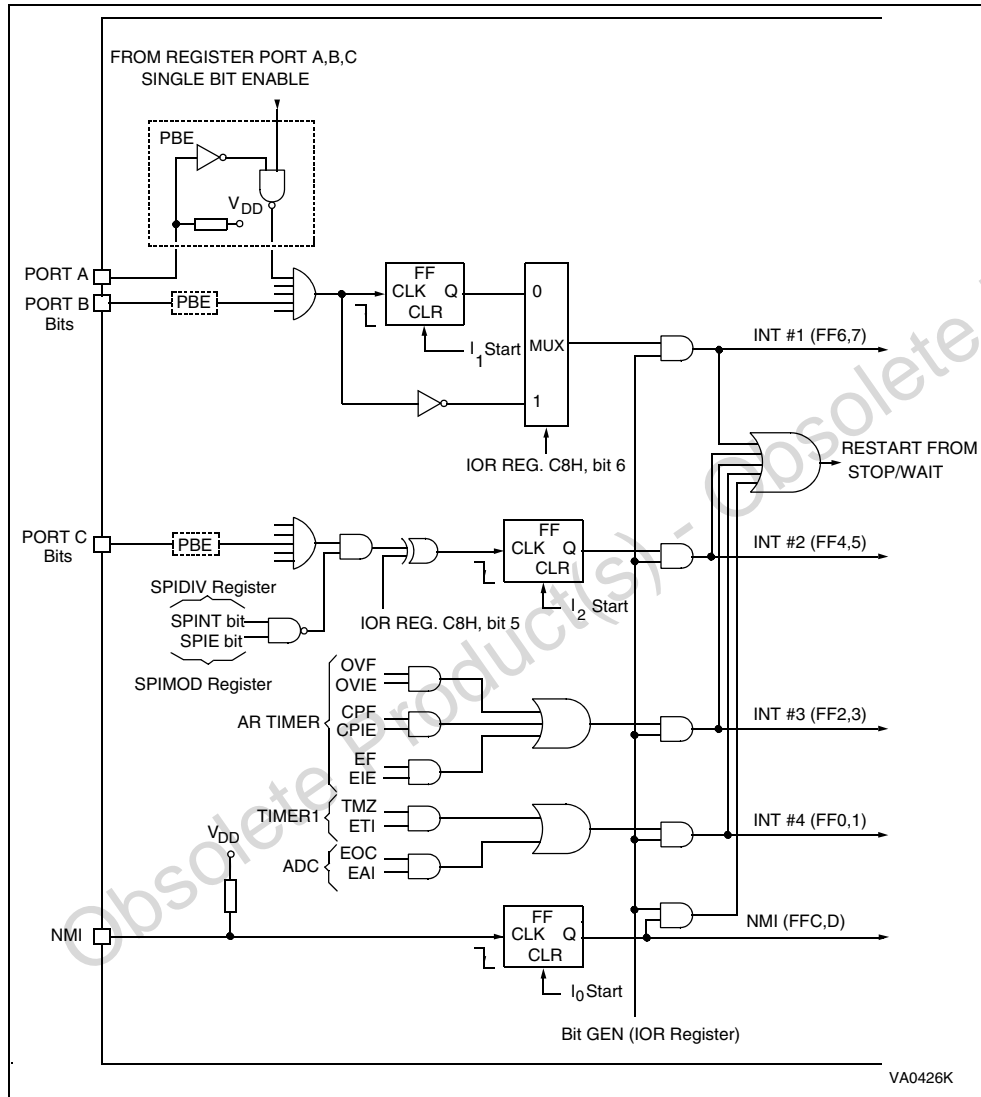 FROM REGISTER PORT A,B,C
SINGLE BIT ENABLE
PBE
VDD
PORT A
PORT B
Bits
PBE
FF
CLK Q
CLR
I1 Start
0
MUX
1
IOR REG. C8H, bit 6
INT #1 (FF6,7)
RESTART FROM
STOP/WAIT
PORT C
Bits
PBE
FF
CLK Q
CLR
I2 Start
IOR REG. C8H, bit 5
INT #2 (FF4,5)
SPIDIV Register
SPINT bit
SPIE bit
SPIMOD Register
AR TIMER
OVF
OVIE
CPF
CPIE
EF
EIE
INT #3 (FF2,3)
TIMER1
TMZ
ETI
ADC
EOC
EAI
INT #4 (FF0,1)
VDD
NMI
FF
CLK Q
CLR
I0 Start
NMI (FFC,D)
Bit GEN (IOR Register)
VA0426K
Obsolete Product(s) - Obsolete